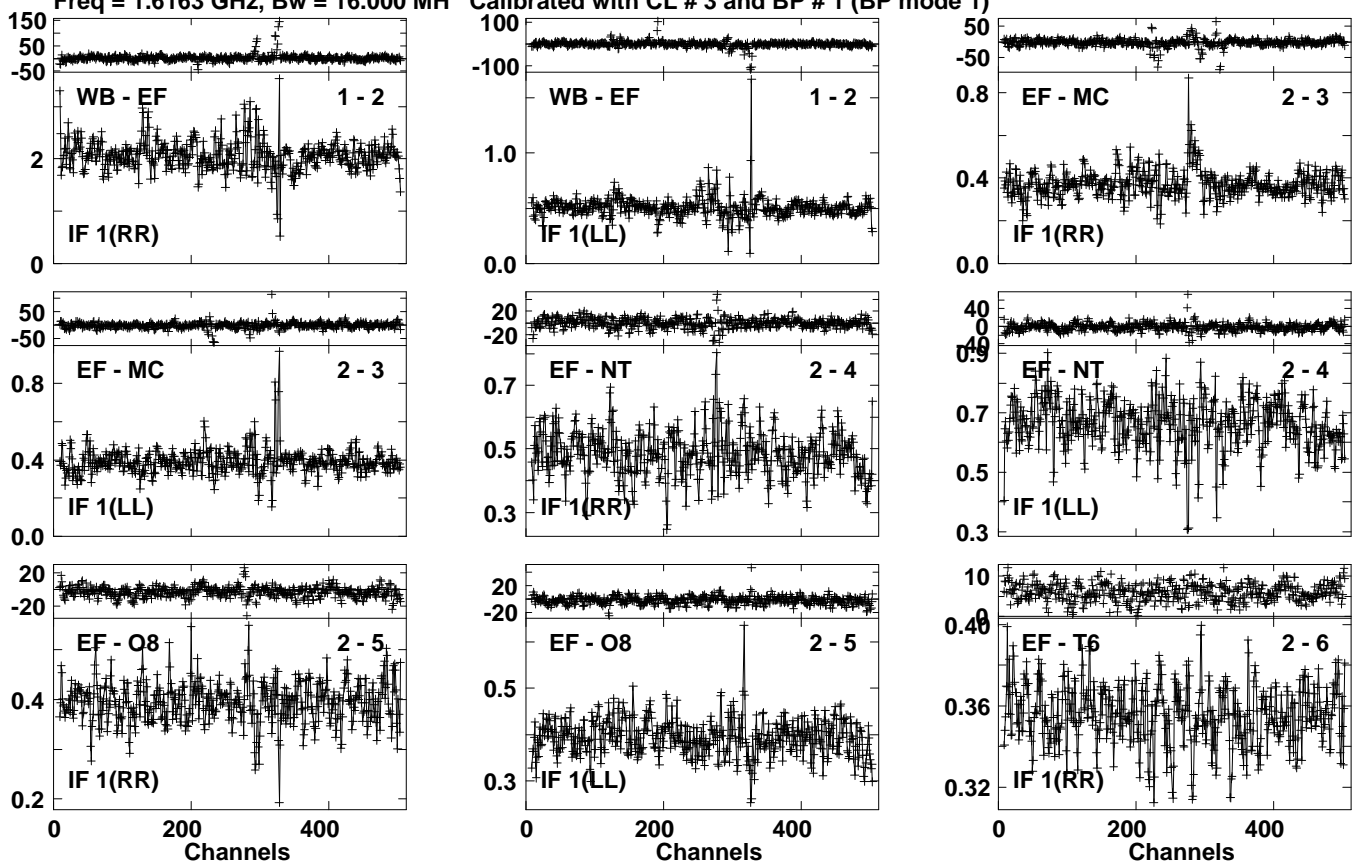 Freq = 1.6163 GHz, Bw = 16.000 MH Calibrated with CL # 3 and BP # 1 (BP mode 1)
150
50
-50
WB - EF 1 - 2
2
IF 1(RR)
0
100
-100
WB - EF 1 - 2
1.0
IF 1(LL)
0.0
50
-50
0.8
EF - MC 2 - 3
0.4
IF 1(RR)
0.0
50
-50
EF - MC 2 - 3
0.8
0.4
IF 1(LL)
0.0
20
-20
EF - NT 2 - 4
0.7
0.5
IF 1(RR)
0.3
40
0
-40
0.9
EF - NT 2 - 4
0.7
0.5
IF 1(LL)
0.3
20
-20
EF - O8 2 - 5
0.4
IF 1(RR)
0.2
0 200 400
Channels
20
-20
EF - O8 2 - 5
0.5
IF 1(LL)
0.3
0 200 400
Channels
10
0
0.40
EF - T6 2 - 6
0.36
IF 1(RR)
0.32
0 200 400
Channels